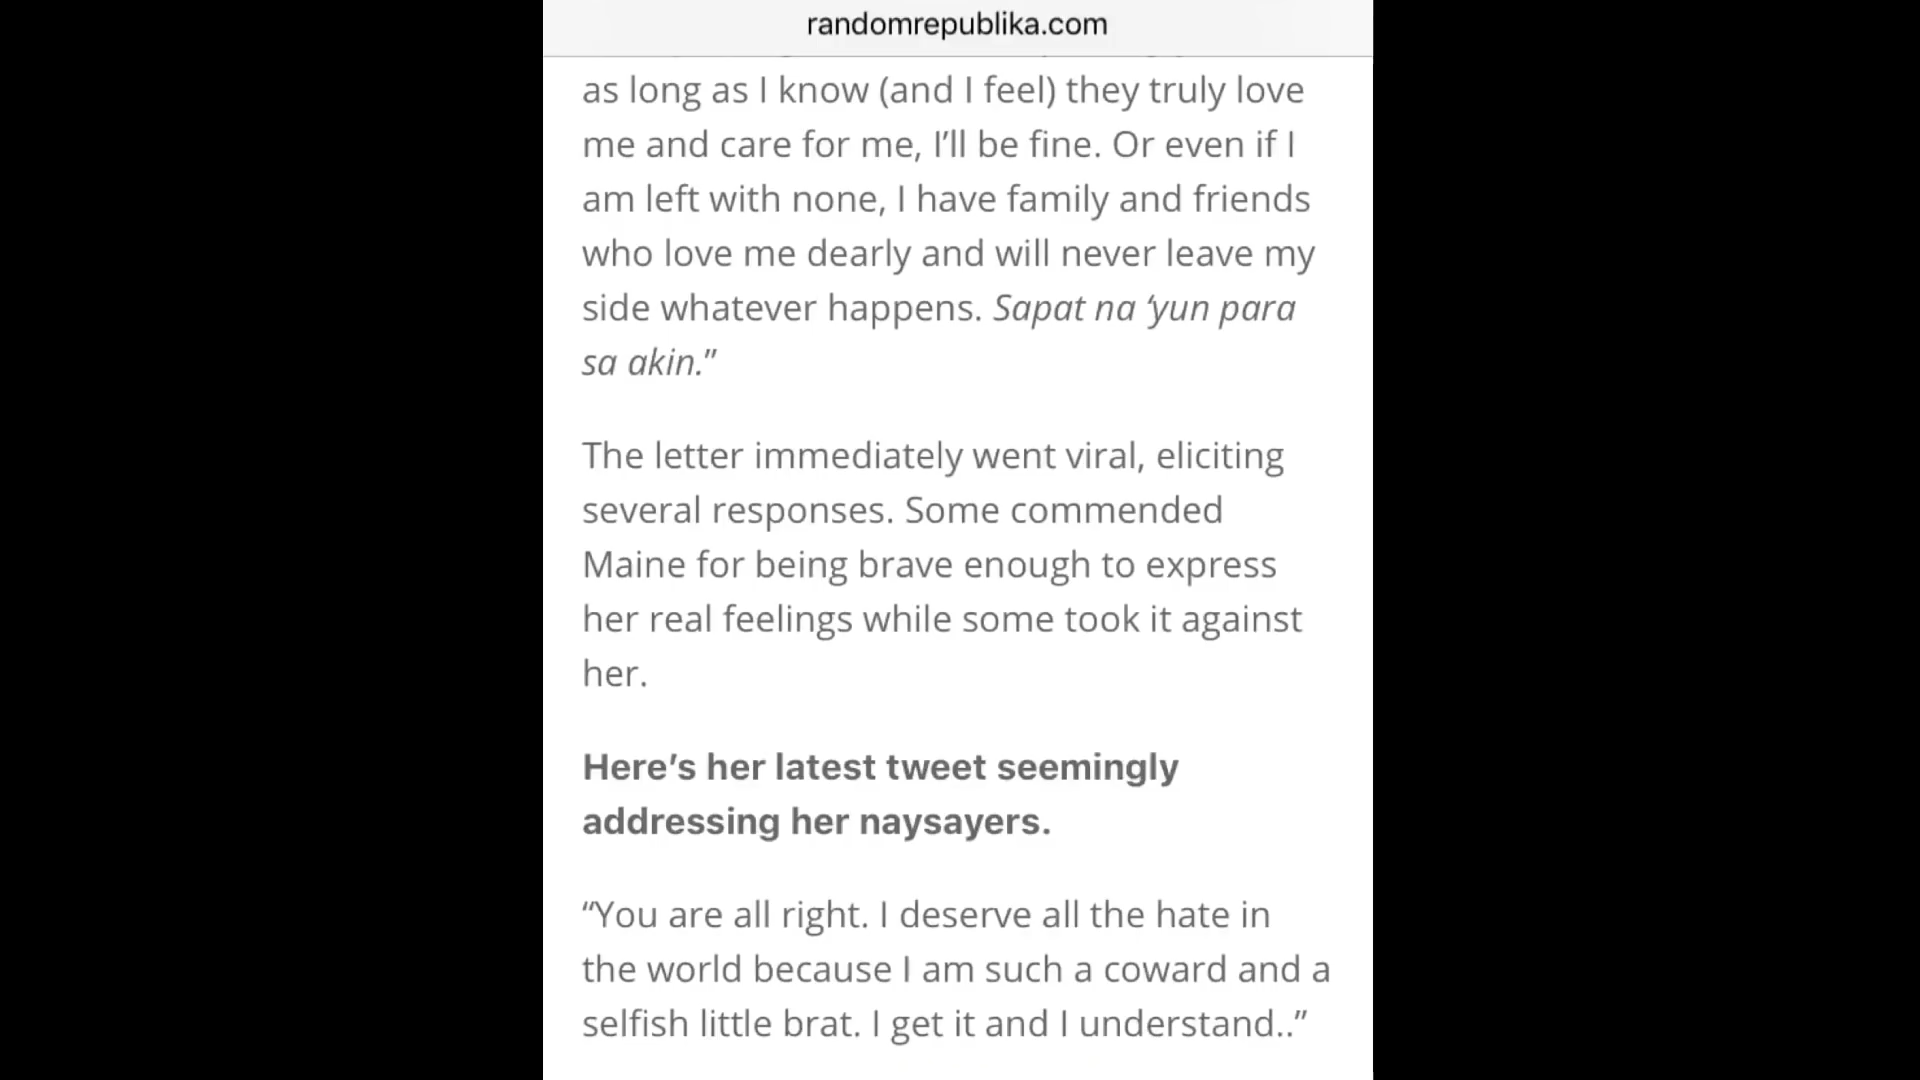 randomrepublika.com
as long as I know (and I feel) they truly love
me and care for me, I’ll be fine. Or even if I
am left with none, I have family and friends
who love me dearly and will never leave my
side whatever happens. Sapat na ‘yun para
sa akin.”
The letter immediately went viral, eliciting
several responses. Some commended
Maine for being brave enough to express
her real feelings while some took it against
her.
Here’s her latest tweet seemingly
addressing her naysayers.
“You are all right. I deserve all the hate in
the world because I am such a coward and a
selfish little brat. I get it and I understand..”